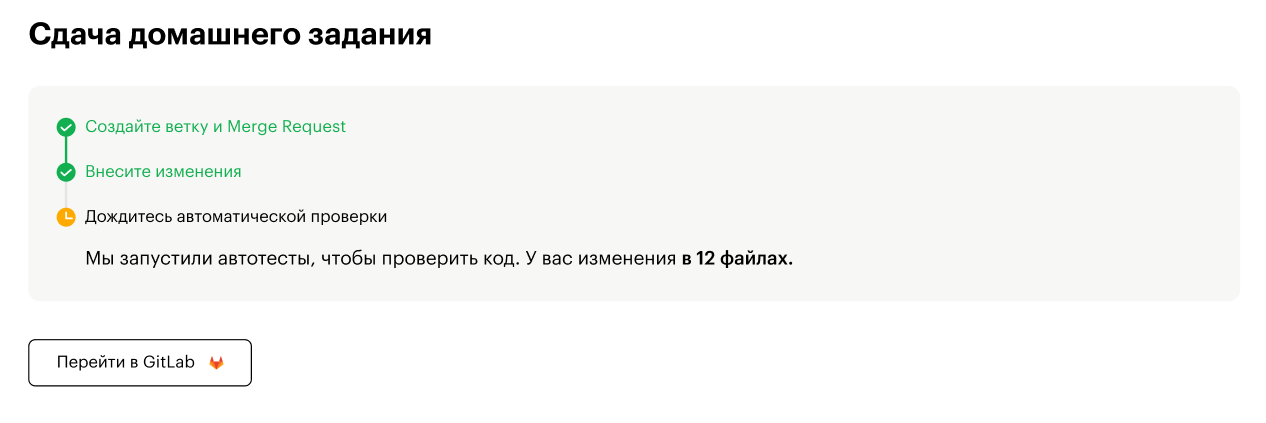 Сдача домашнего задания
Создайте ветку и Merge Request
Внесите изменения
Дождитесь автоматической проверки
Мы запустили автотесты, чтобы проверить код. У вас изменения в 12 файлах.
Перейти в GitLab